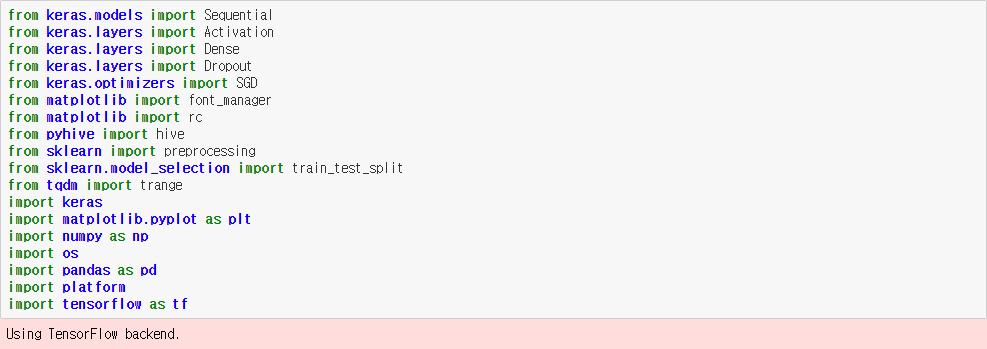 from keras.models import Sequential
from keras.layers import Activation
from keras.layers import Dense
from keras.layers import Dropout
from keras.optimizers import SGD
from matplotlib import font_manager
from matplotlib import rc
from pyhive import hive
from sklearn import preprocessing
from sklearn.model_selection import train_test_split
from tqdm import trange
import keras
import matplotlib.pyplot as plt
import numpy as np
import os
import pandas as pd
import platform
import tensorflow as tf
Using TensorFlow backend.